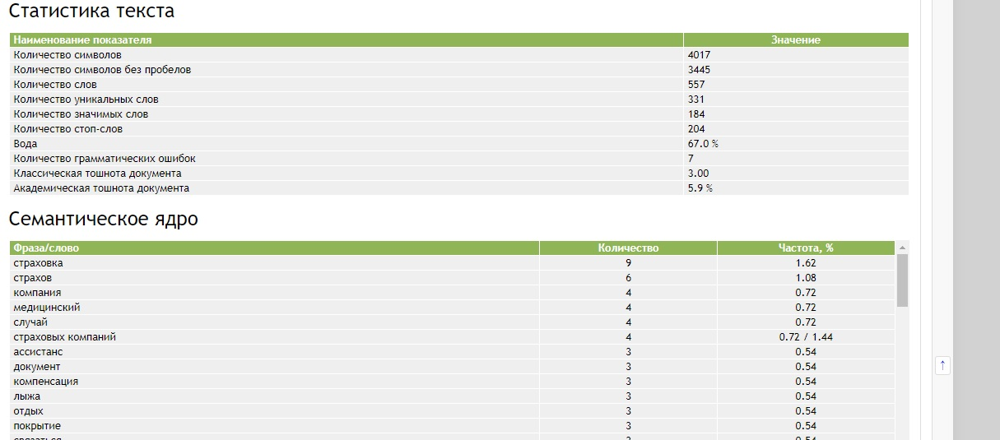 Статистика текста
Наименование показателя Значение
Количество символов 4017
Количество символов без пробелов 3445
Количество слов 557
Количество уникальных слов 331
Количество значимых слов 184
Количество стоп-слов 204
Вода 67.0 %
Количество грамматических ошибок 7
Классическая тошнота документа 3.00
Академическая тошнота документа 5.9 %
Семантическое ядро
Фраза/слово Количество Частота, %
страховка 9 1.62
страхов 6 1.08
компания 4 0.72
медицинский 4 0.72
случай 4 0.72
страховых компаний 4 0.72 / 1.44
ассистанс 3 0.54
документ 3 0.54
компенсация 3 0.54
лыжа 3 0.54
отдых 3 0.54
покрытие 3 0.54